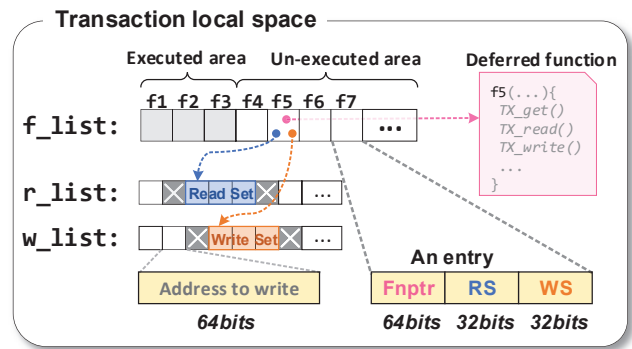 Transaction local space
Executed area
Un-executed area
Deferred function
f1 f2 f3 f4 f5 f6 f7
f_list:
...
f5(...){
TX_get()
TX_read()
TX_write()
...
}
r_list:
Read Set
...
w_list:
Write Set
...
An entry
Address to write
Fnptr
RS
WS
64bits
64bits
32bits
32bits